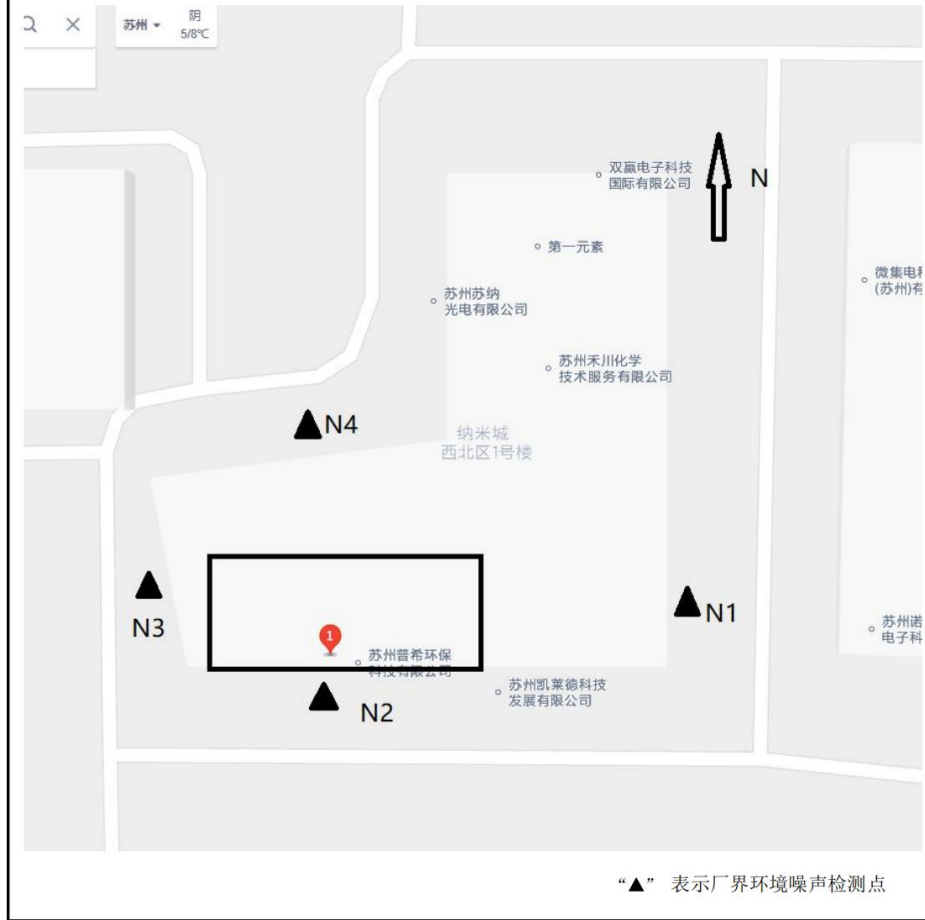 苏州
阴
5/8℃
双赢电子科技
国际有限公司
N
第一元素
微集电科
(苏州)有
苏州苏纳
光电有限公司
苏州禾川化学
技术服务有限公司
▲N4
纳米城
西北区1号楼
N3
▲N1
1
苏州普希环保
科技有限公司
苏州诺
电子科
苏州凯莱德科技
发展有限公司
N2
“▲” 表示厂界环境噪声检测点